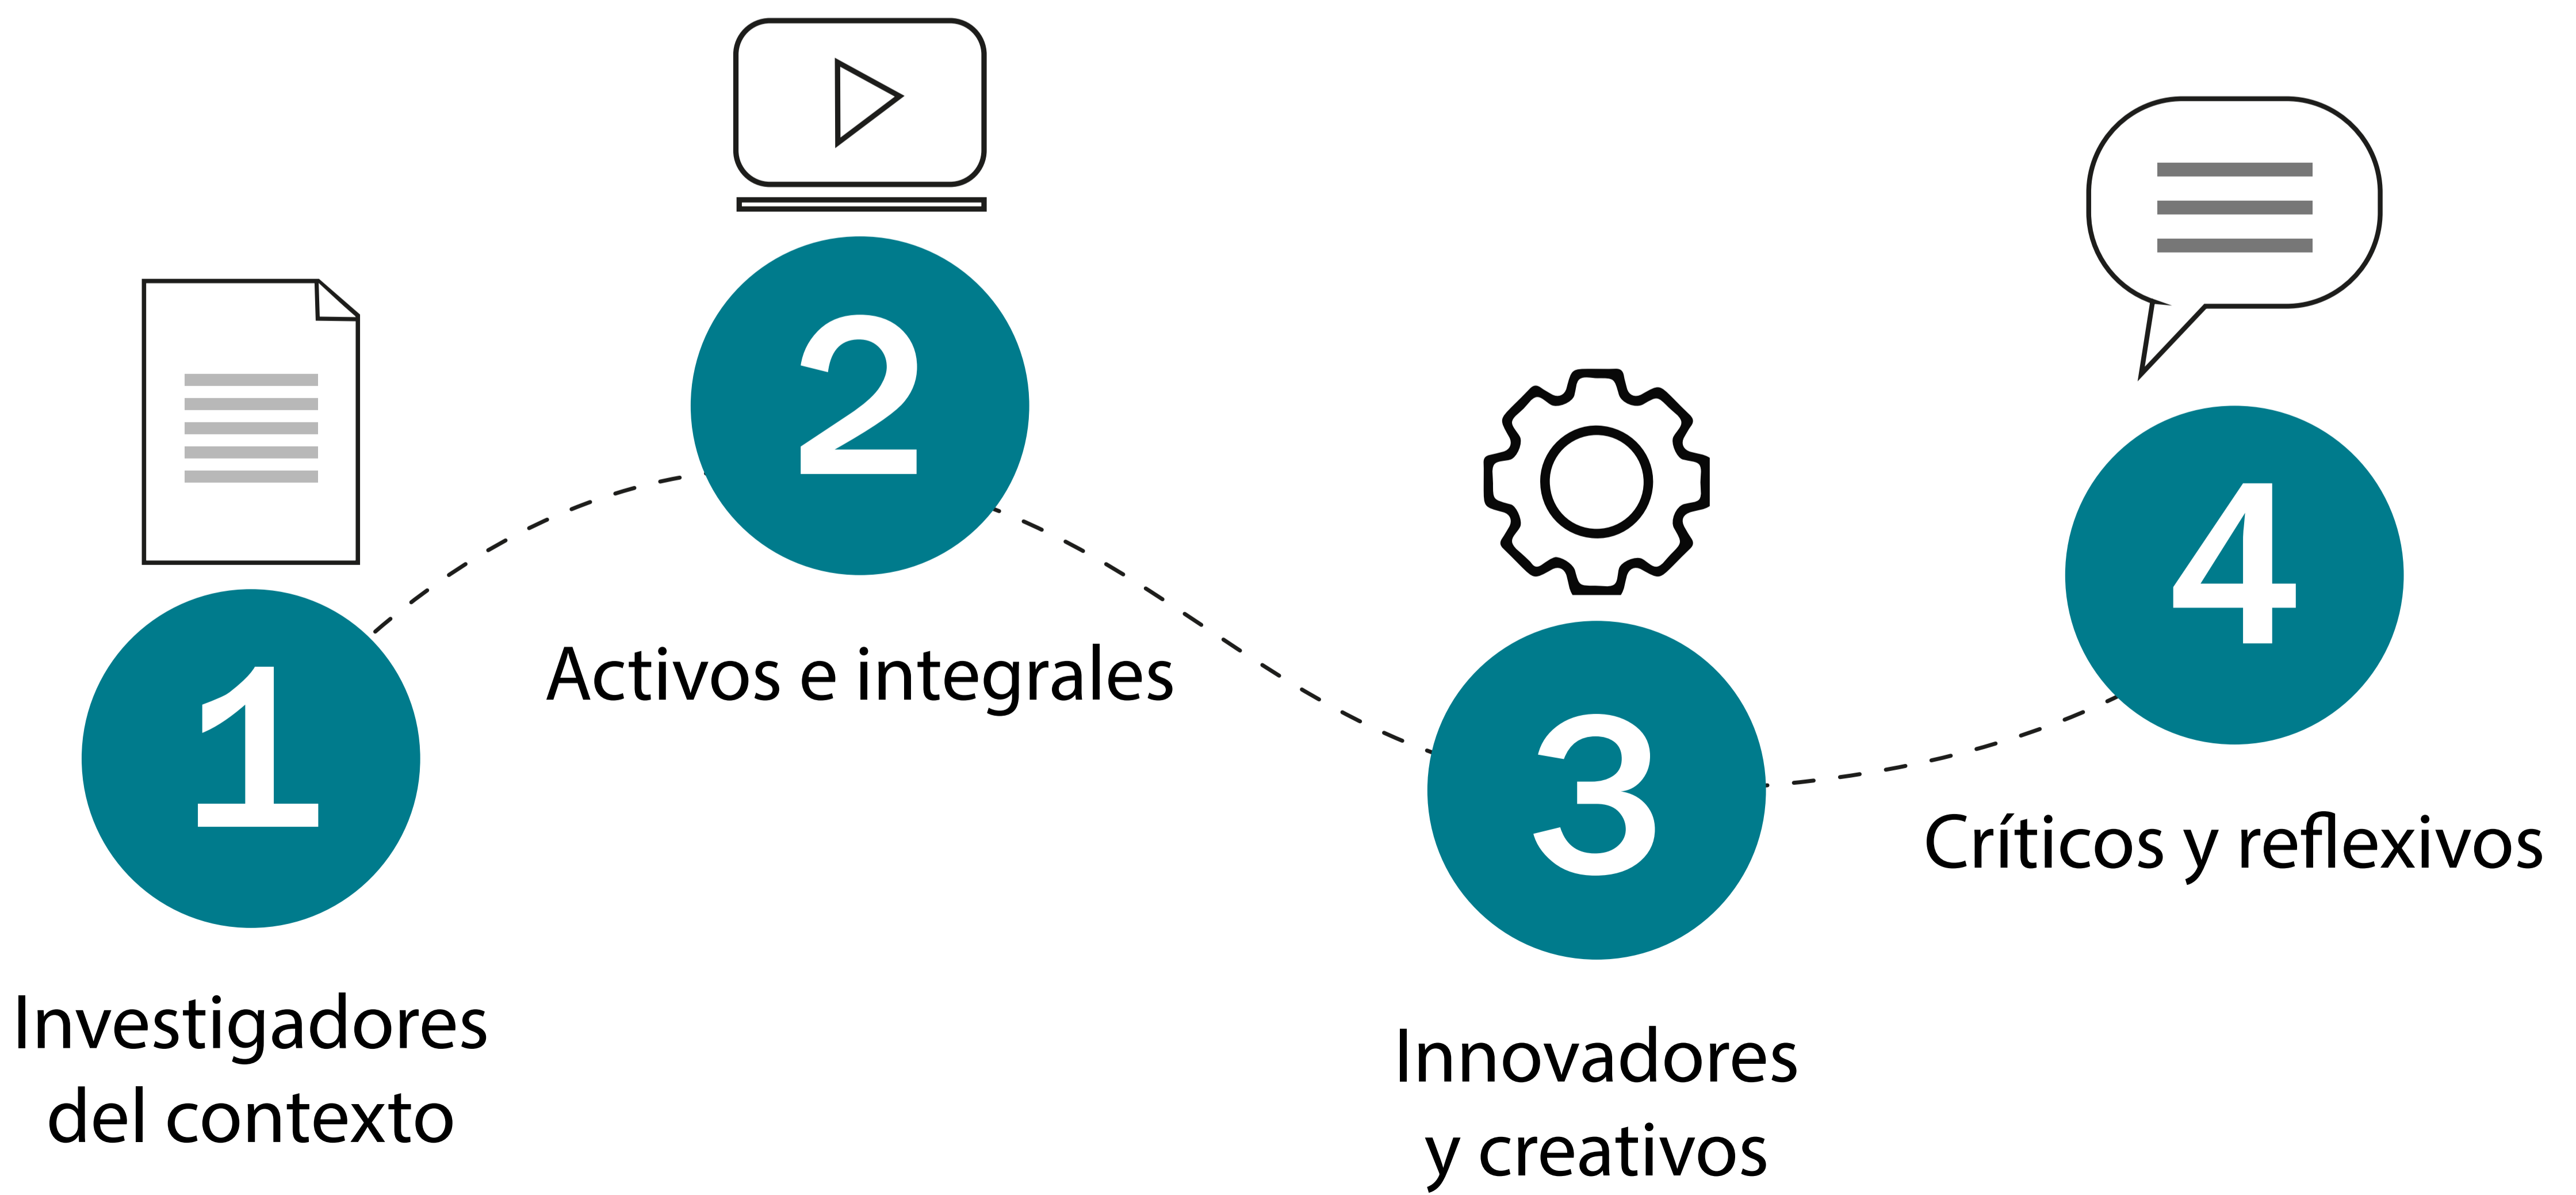 1
Investigadores
del contexto
2
Activos e integrales
3
Innovadores
y creativos
4
Críticos y reflexivos